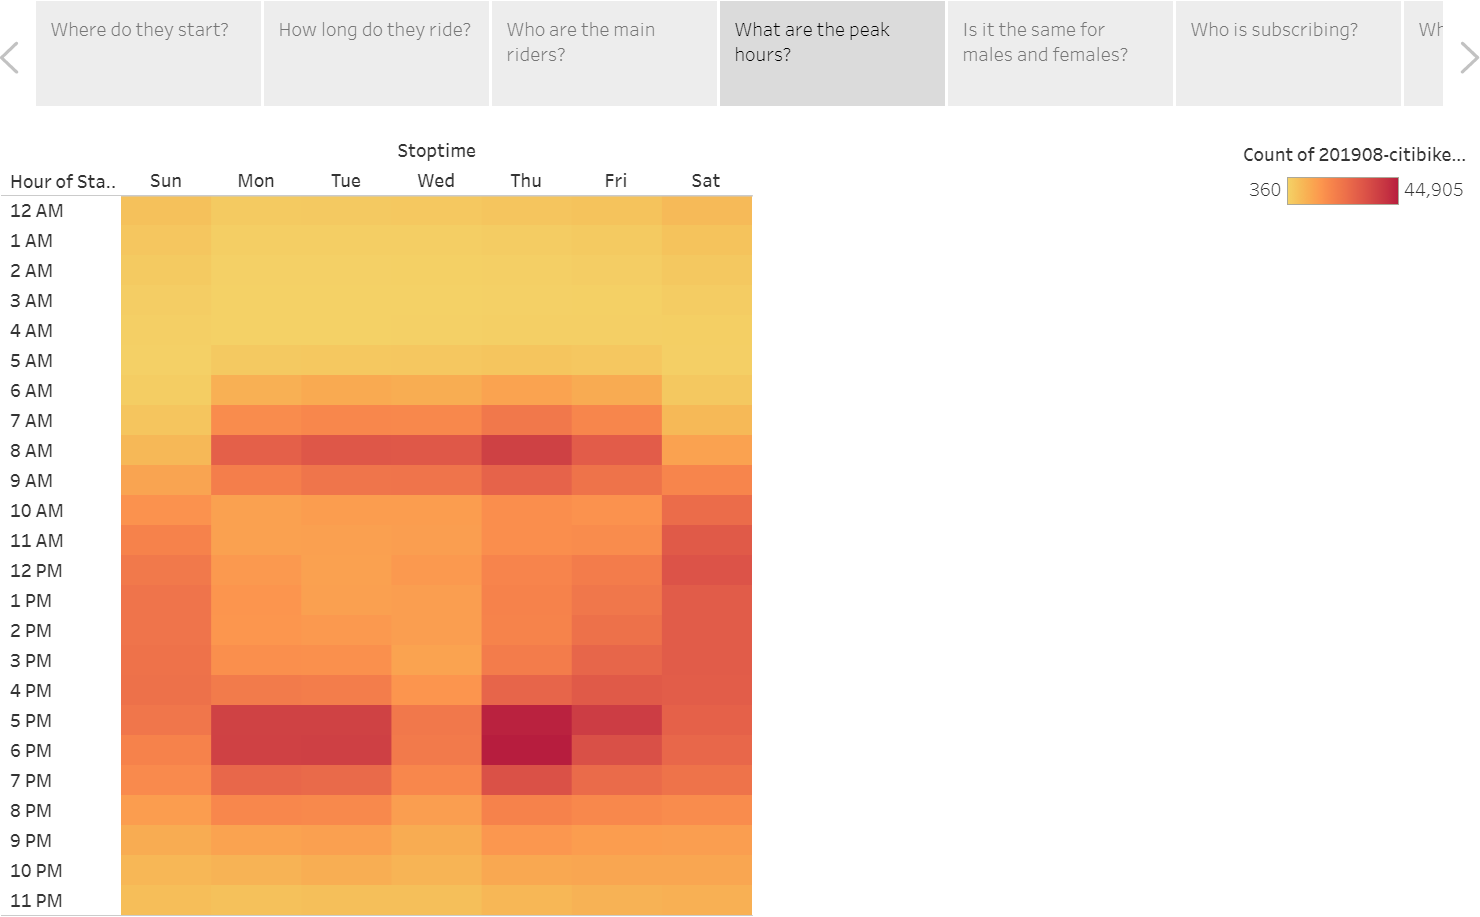 Where do they start?
How long do they ride?
Who are the main
riders?
What are the peak
hours?
Is it the same for
males and females?
Who is subscribing?
Wh
Stoptime
Hour of Sta..
Sun
Mon
Tue
Wed
Thu
Fri
Sat
12 AM
1 AM
2 AM
3 AM
4 AM
5 AM
6 AM
7 AM
8 AM
9 AM
10 AM
11 AM
12 PM
1 PM
2 PM
3 PM
4 PM
5 PM
6 PM
7 PM
8 PM
9 PM
10 PM
11 PM
Count of 201908-citibike...
360
44,905